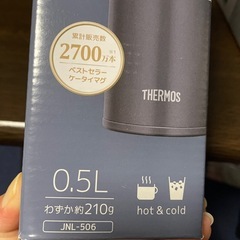 累計販売数
2700万本
ベストセラー
ケータイマグ
THERMOS
0.5L
わずか約210g
hot & cold
JNL-506